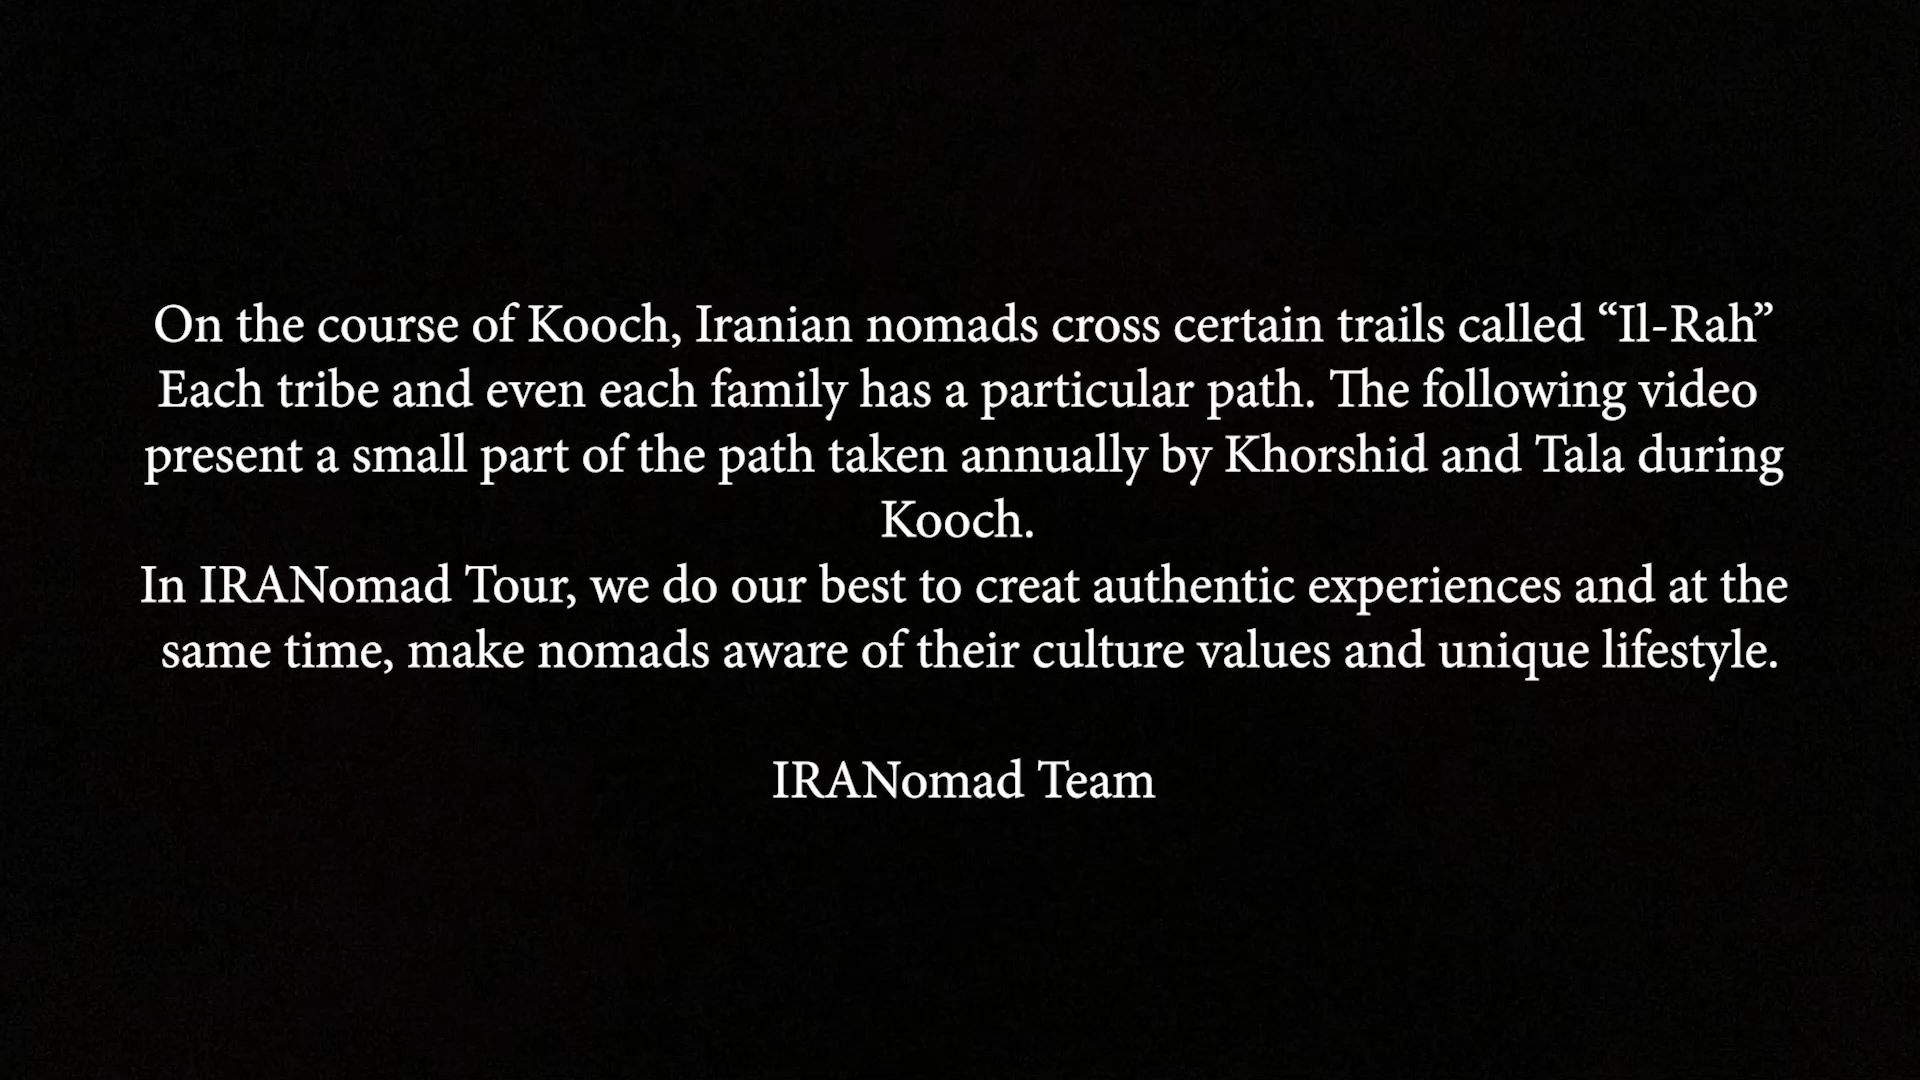 On the course of Kooch, Iranian nomads cross certain trails called “Il-Rah”
Each tribe and even each family has a particular path. The following video
present a small part of the path taken annually by Khorshid and Tala during
Kooch.
In IRANomad Tour, we do our best to creat authentic experiences and at the
same time, make nomads aware of their culture values and unique lifestyle.
IRANomad Team